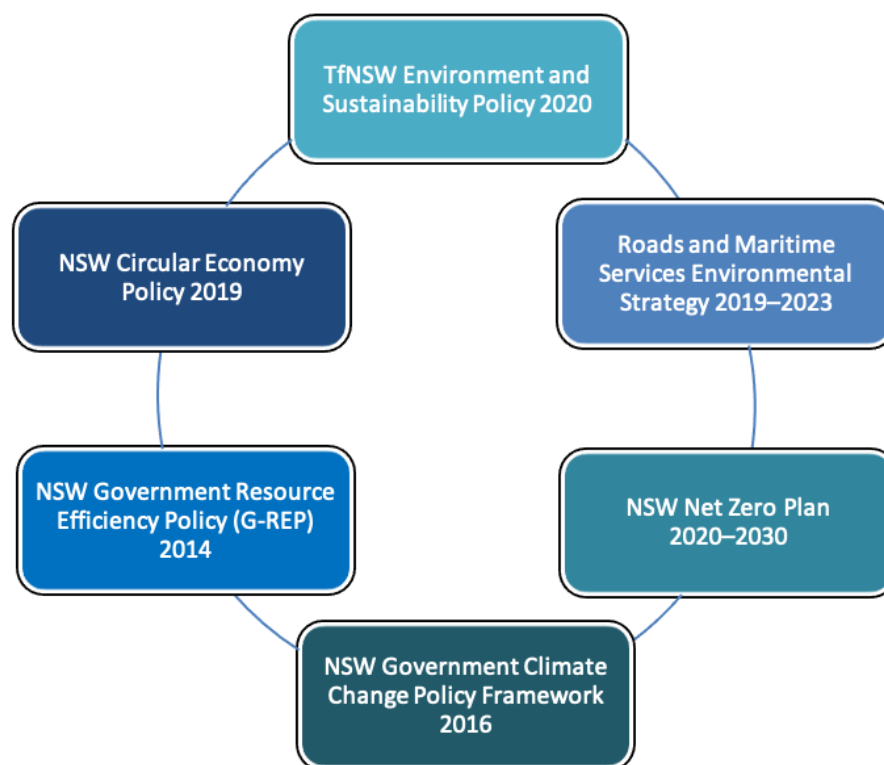 TfNSW Environment and
Sustainability Policy 2020
NSW Circular Economy
Policy 2019
Roads and Maritime
Services Environmental
Strategy 2019–2023
NSW Government Resource
Efficiency Policy (G-REP)
2014
NSW Net Zero Plan
2020–2030
NSW Government Climate
Change Policy Framework
2016